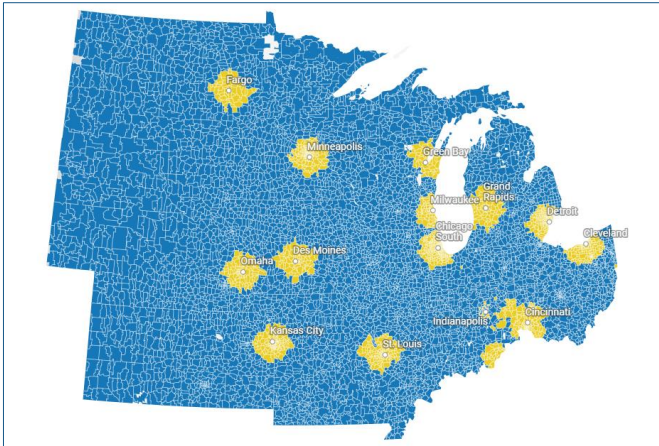 Fargo
Minneapolis
Green Bay
Milwaukee
Grand
Rapids
Detroit
Chicago
South
Cleveland
Des Moines
Omaha
Indianapolis
Cincinnati
Kansas City
St. Louis